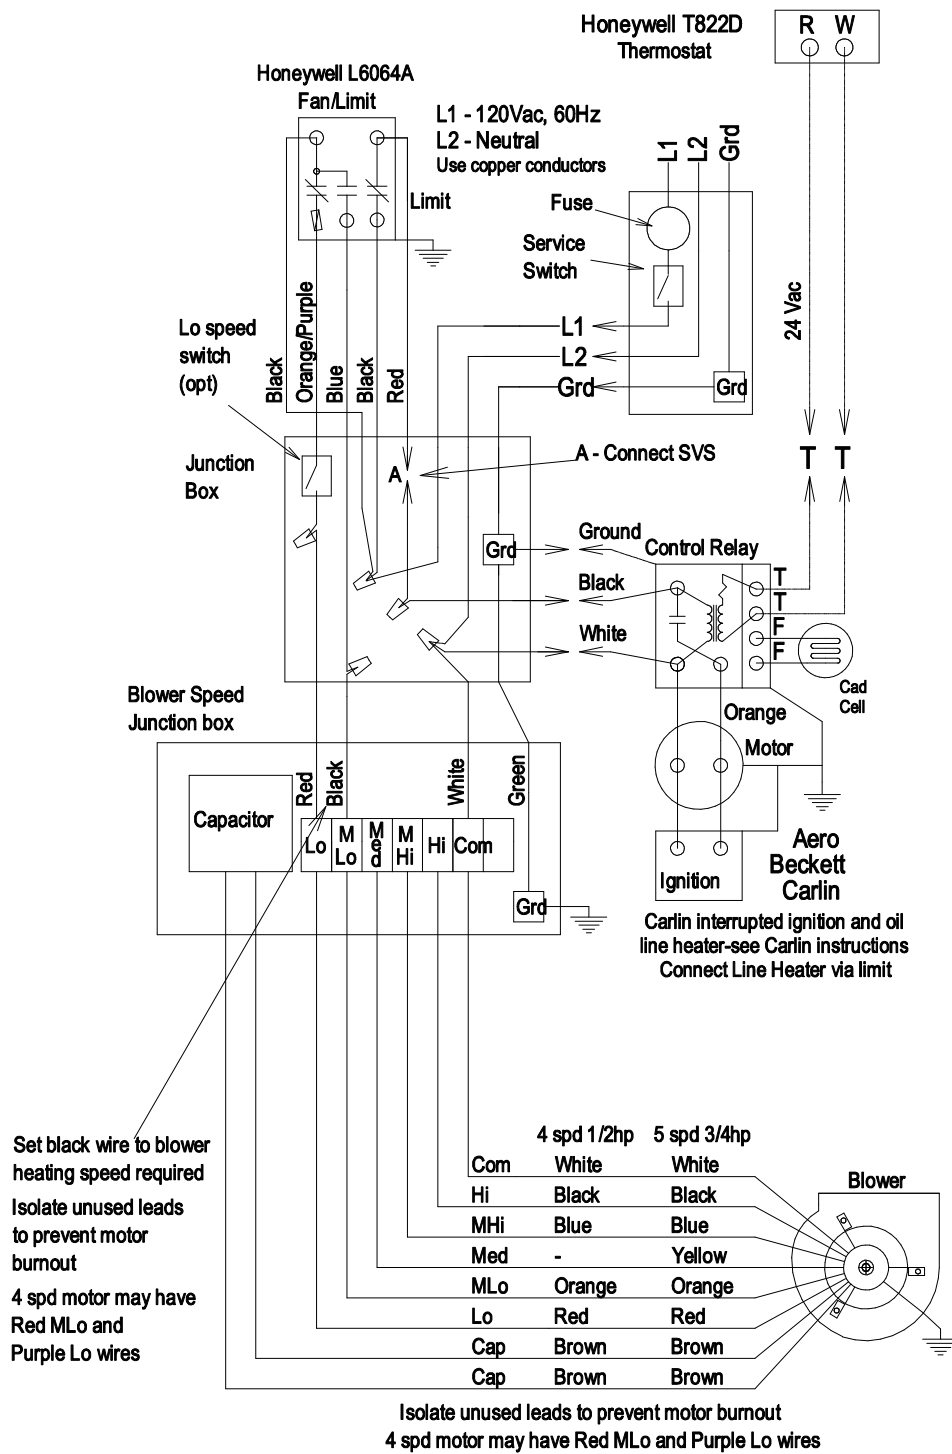 Honeywell T822D
Thermostat
R W
Honeywell L6064A
Fan/Limit
L1 - 120Vac, 60Hz
L2 - Neutral
Use copper conductors
L1
L2
Grd
Limit
Fuse
Service
Switch
24 Vac
Lo speed
switch
(opt)
Black
Orange/Purple
Blue
Black
Red
L1
L2
Grd
Grd
Junction
Box
A
A - Connect SVS
T T
Grd
Ground
Control Relay
Black
White
T
T
F
F
Cad
Cell
Orange
Motor
Blower Speed
Junction box
Red
Black
White
Green
Capacitor
Lo
M
Lo
Med
M
Hi
Hi
Com
Grd
Ignition
Aero
Beckett
Carlin
Carlin interrupted ignition and oil
line heater-see Carlin instructions
Connect Line Heater via limit
Set black wire to blower
heating speed required
Isolate unused leads
to prevent motor
burnout
4 spd motor may have
Red MLo and
Purple Lo wires
4 spd 1/2hp 5 spd 3/4hp
Com White White
Hi Black Black
MHi Blue Blue
Med - Yellow
MLo Orange Orange
Lo Red Red
Cap Brown Brown
Cap Brown Brown
Blower
Isolate unused leads to prevent motor burnout
4 spd motor may have Red MLo and Purple Lo wires